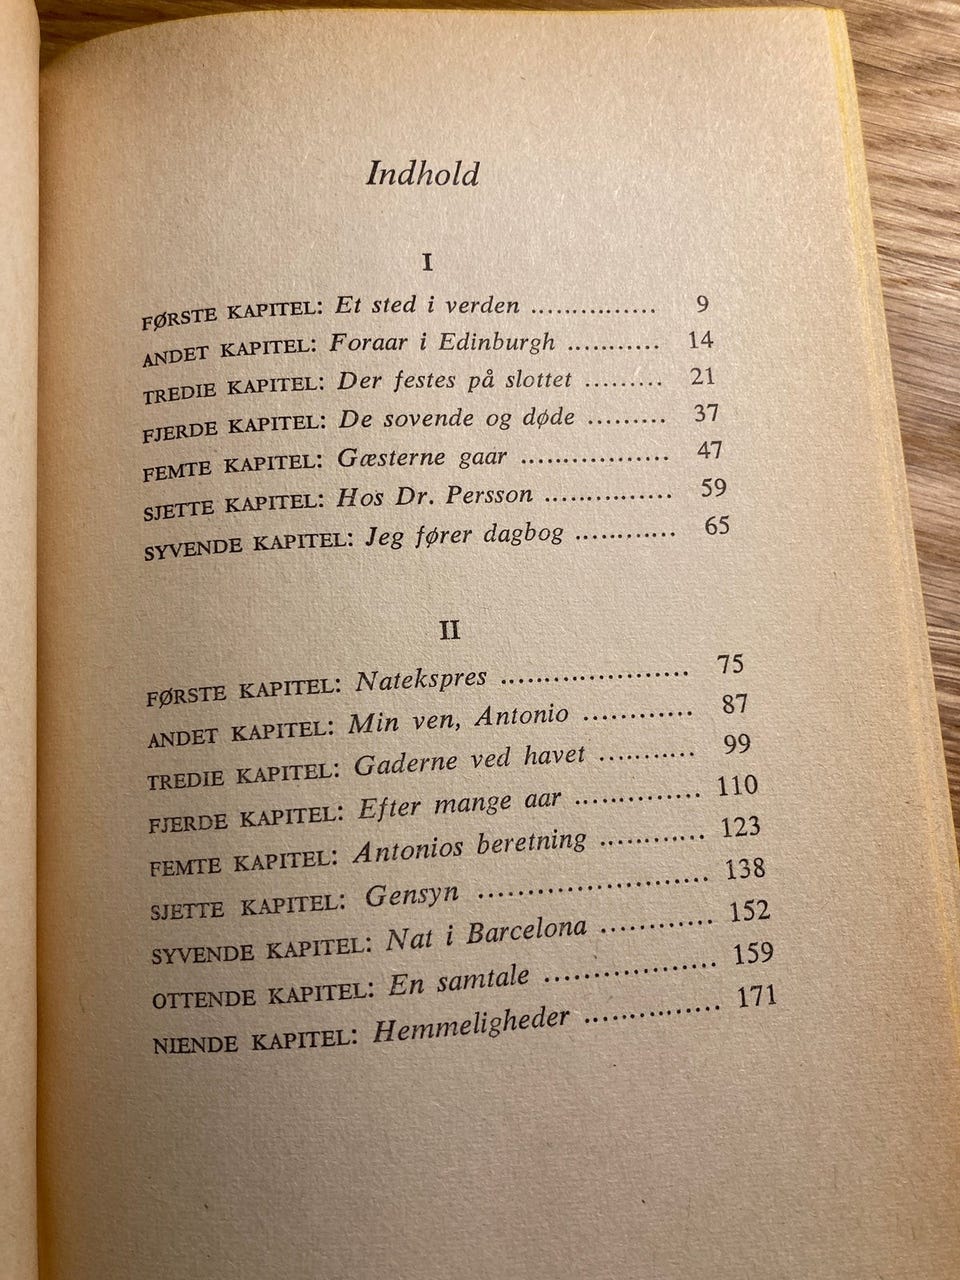 Indhold
I
FØRSTE KAPITEL: Et sted i verden ............... 9
ANDET KAPITEL: Foraar i Edinburgh ........... 14
TREDIE KAPITEL: Der festes på slottet ......... 21
FJERDE KAPITEL: De sovende og døde ......... 37
FEMTE KAPITEL: Gæsterne gaar ................. 47
SJETTE KAPITEL: Hos Dr. Persson ............... 59
SYVENDE KAPITEL: Jeg fører dagbog ............ 65
II
FØRSTE KAPITEL: Natekspres ...................... 75
ANDET KAPITEL: Min ven, Antonio ............. 87
TREDIE KAPITEL: Gaderne ved havet ........... 99
FJERDE KAPITEL: Efter mange aar ............... 110
FEMTE KAPITEL: Antonios beretning ............ 123
SJETTE KAPITEL: Gensyn .......................... 138
SYVENDE KAPITEL: Nat i Barcelona ............. 152
OTTENDE KAPITEL: En samtale .................... 159
NIENDE KAPITEL: Hemmeligheder ................ 171